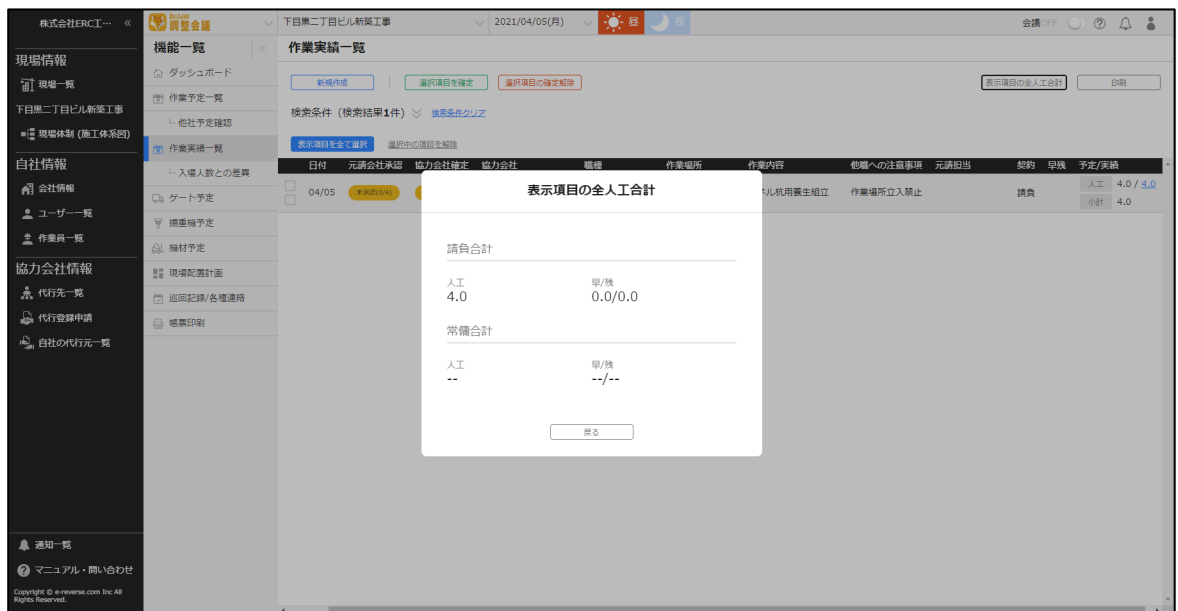 株式会社ERC工… «
現場情報
現場一覧
下目黒二丁目ビル新築工事
現場体制 (施工体系図)
自社情報
会社情報
ユーザー一覧
作業員一覧
協力会社情報
代行先一覧
代行登録申請
自社の代行元一覧
通知一覧
マニュアル・問い合わせ
Copyright © e-reverse.com Inc All
Rights Reserved.
調整会議
機能一覧 «
ダッシュボード
作業予定一覧
他社予定確認
作業実績一覧
入場人数との差異
ゲート予定
揚重機予定
機材予定
現場配置計画
巡回記録/各種連絡
帳票印刷
下目黒二丁目ビル新築工事 2021/04/05(月) 昼 夜 会議OFF
作業実績一覧
新規作成 選択項目を確定 選択項目の確定解除 表示項目の全人工合計 印刷
検索条件 (検索結果1件) 検索条件クリア
表示項目を全て選択 選択中の項目を解除
日付 元請会社承認 協力会社確定 協力会社 職種 作業場所 作業内容 他職への注意事項 元請担当 契約 早残 予定/実績
04/05 未承認(0/4) ネル杭用養生組立 作業場所立入禁止 請負 人工 4.0 / 4.0
小計 4.0
表示項目の全人工合計
請負合計
人工 早/残
4.0 0.0/0.0
常傭合計
人工 早/残
-- --/--
戻る